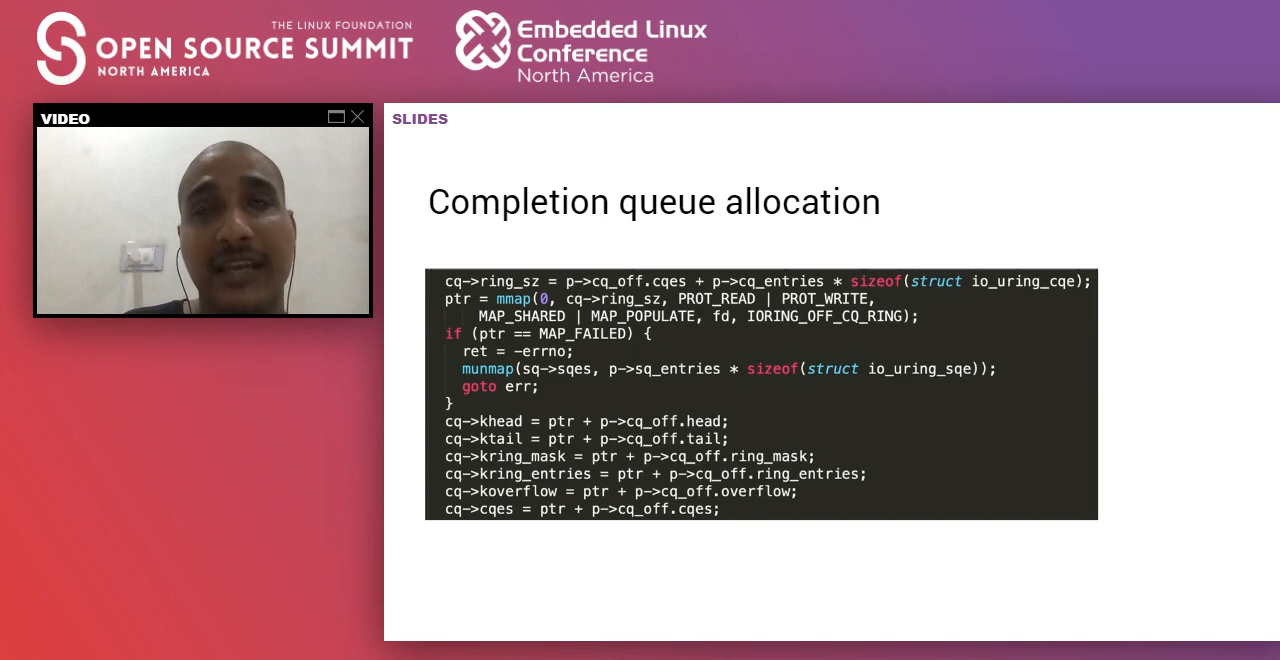 THE LINUX FOUNDATION
OPEN SOURCE SUMMIT
NORTH AMERICA
Embedded Linux
Conference
North America
VIDEO
SLIDES
Completion queue allocation
cq->ring_sz = p->cq_off.cqes + p->cq_entries * sizeof(struct io_uring_cqe);
ptr = mmap(0, cq->ring_sz, PROT_READ | PROT_WRITE,
MAP_SHARED | MAP_POPULATE, fd, IORING_OFF_CQ_RING);
if (ptr == MAP_FAILED) {
ret = -errno;
munmap(sq->sqes, p->sq_entries * sizeof(struct io_uring_sqe));
goto err;
}
cq->khead = ptr + p->cq_off.head;
cq->ktail = ptr + p->cq_off.tail;
cq->kring_mask = ptr + p->cq_off.ring_mask;
cq->kring_entries = ptr + p->cq_off.ring_entries;
cq->koverflow = ptr + p->cq_off.overflow;
cq->cqes = ptr + p->cq_off.cqes;